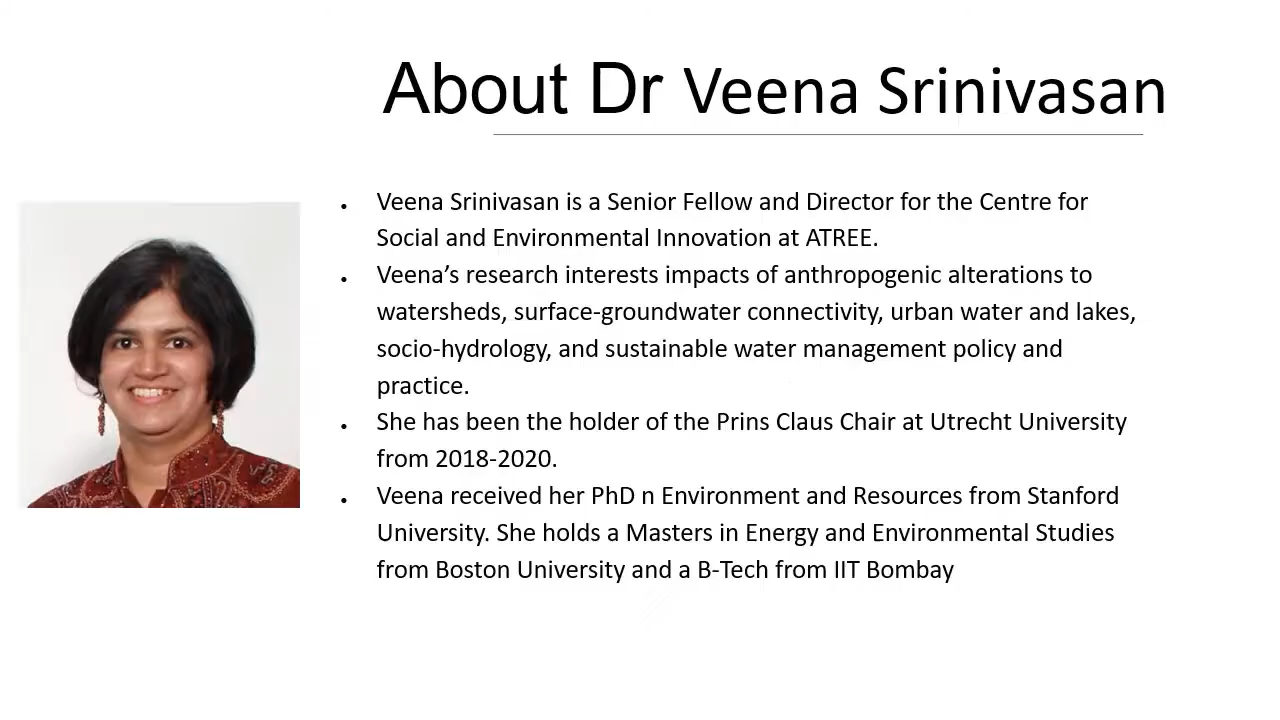 About Dr Veena Srinivasan
Veena Srinivasan is a Senior Fellow and Director for the Centre for
Social and Environmental Innovation at ATREE.
Veena’s research interests impacts of anthropogenic alterations to
watersheds, surface-groundwater connectivity, urban water and lakes,
socio-hydrology, and sustainable water management policy and
practice.
She has been the holder of the Prins Claus Chair at Utrecht University
from 2018-2020.
Veena received her PhD n Environment and Resources from Stanford
University. She holds a Masters in Energy and Environmental Studies
from Boston University and a B-Tech from IIT Bombay